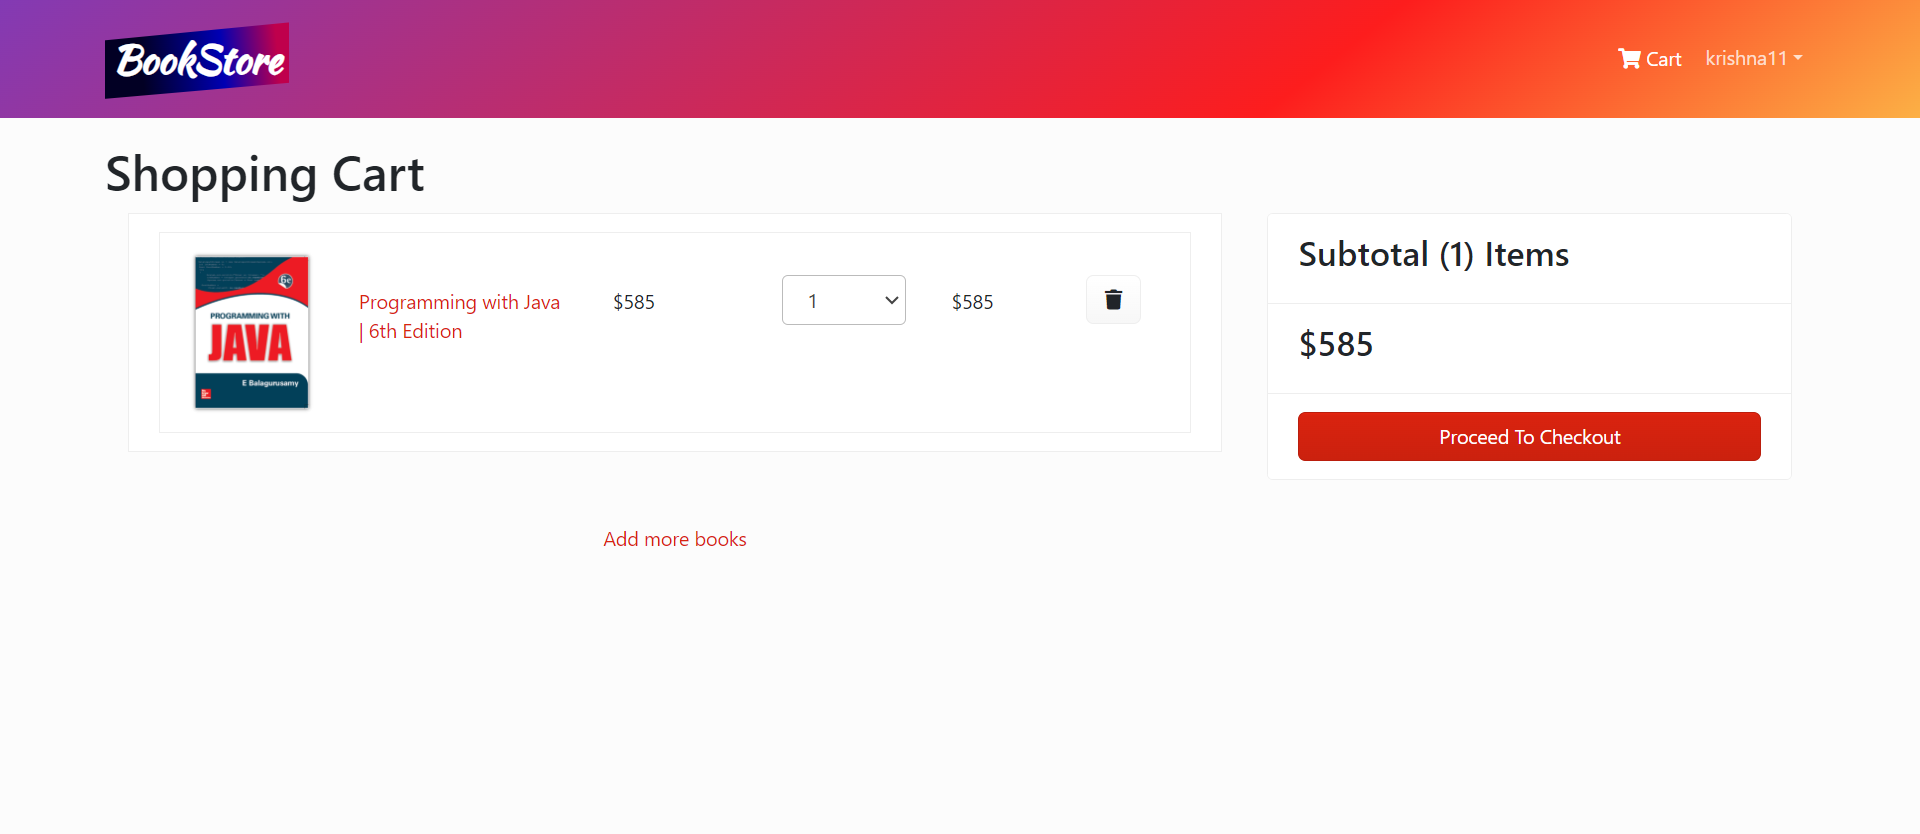 BookStore
Cart krishna11
Shopping Cart
6e
PROGRAMMING WITH
JAVA
E Balagurusamy
Programming with Java
| 6th Edition
$585
1
$585
Subtotal (1) Items
$585
Proceed To Checkout
Add more books